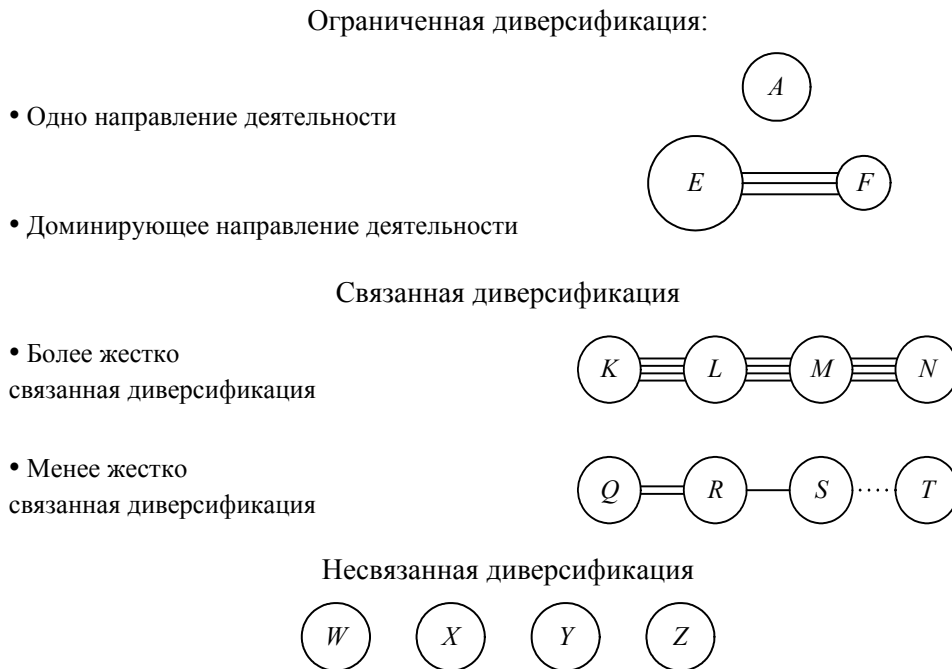 Ограниченная диверсификация:
A
• Одно направление деятельности
E F
• Доминирующее направление деятельности
Связанная диверсификация
• Более жестко
связанная диверсификация
K L M N
• Менее жестко
связанная диверсификация
Q R S T
Несвязанная диверсификация
W X Y Z